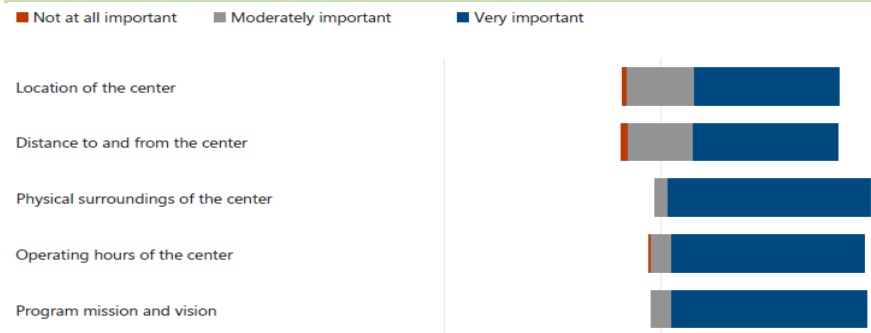 Not at all important Moderately important Very important
Location of the center
Distance to and from the center
Physical surroundings of the center
Operating hours of the center
Program mission and vision